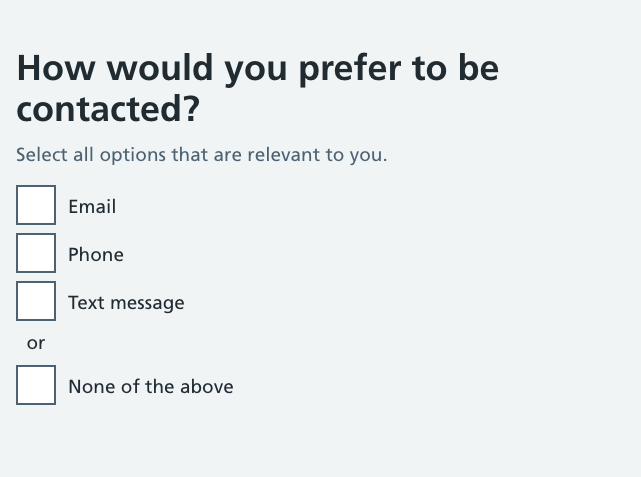 How would you prefer to be
contacted?
Select all options that are relevant to you.
Email
Phone
Text message
or
None of the above